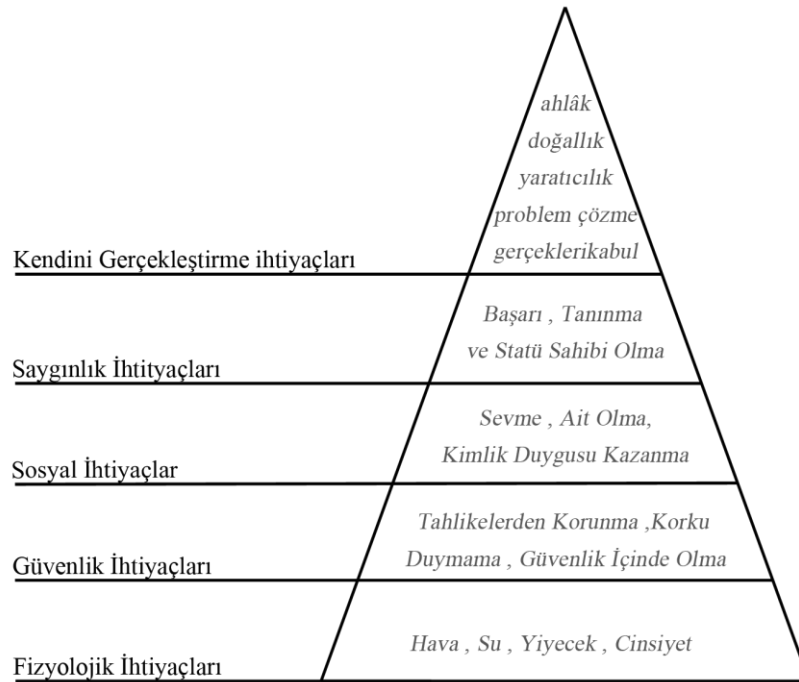 ahlâk
doğallık
yaratıcılık
problem çözme
gerçeklerikabul
Kendini Gerçekleştirme ihtiyaçları
Başarı , Tanınma
ve Statü Sahibi Olma
Saygınlık İhtityaçları
Sevme , Ait Olma,
Kimlik Duygusu Kazanma
Sosyal İhtiyaçlar
Tahlikelerden Korunma ,Korku
Duymama , Güvenlik İçinde Olma
Güvenlik İhtiyaçları
Hava , Su , Yiyecek , Cinsiyet
Fizyolojik İhtiyaçları